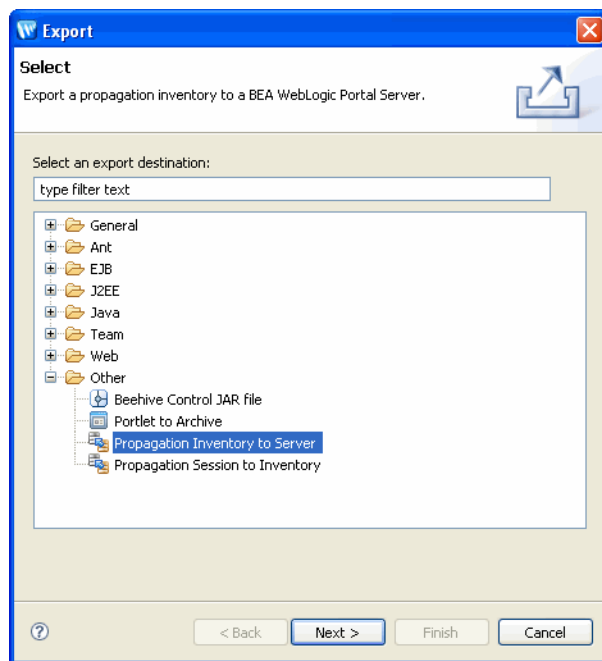 Export
Select
Export a propagation inventory to a BEA WebLogic Portal Server.
Select an export destination:
type filter text
General
Ant
EJB
J2EE
Java
Team
Web
Other
Beehive Control JAR file
Portlet to Archive
Propagation Inventory to Server
Propagation Session to Inventory
? < Back Next > Finish Cancel